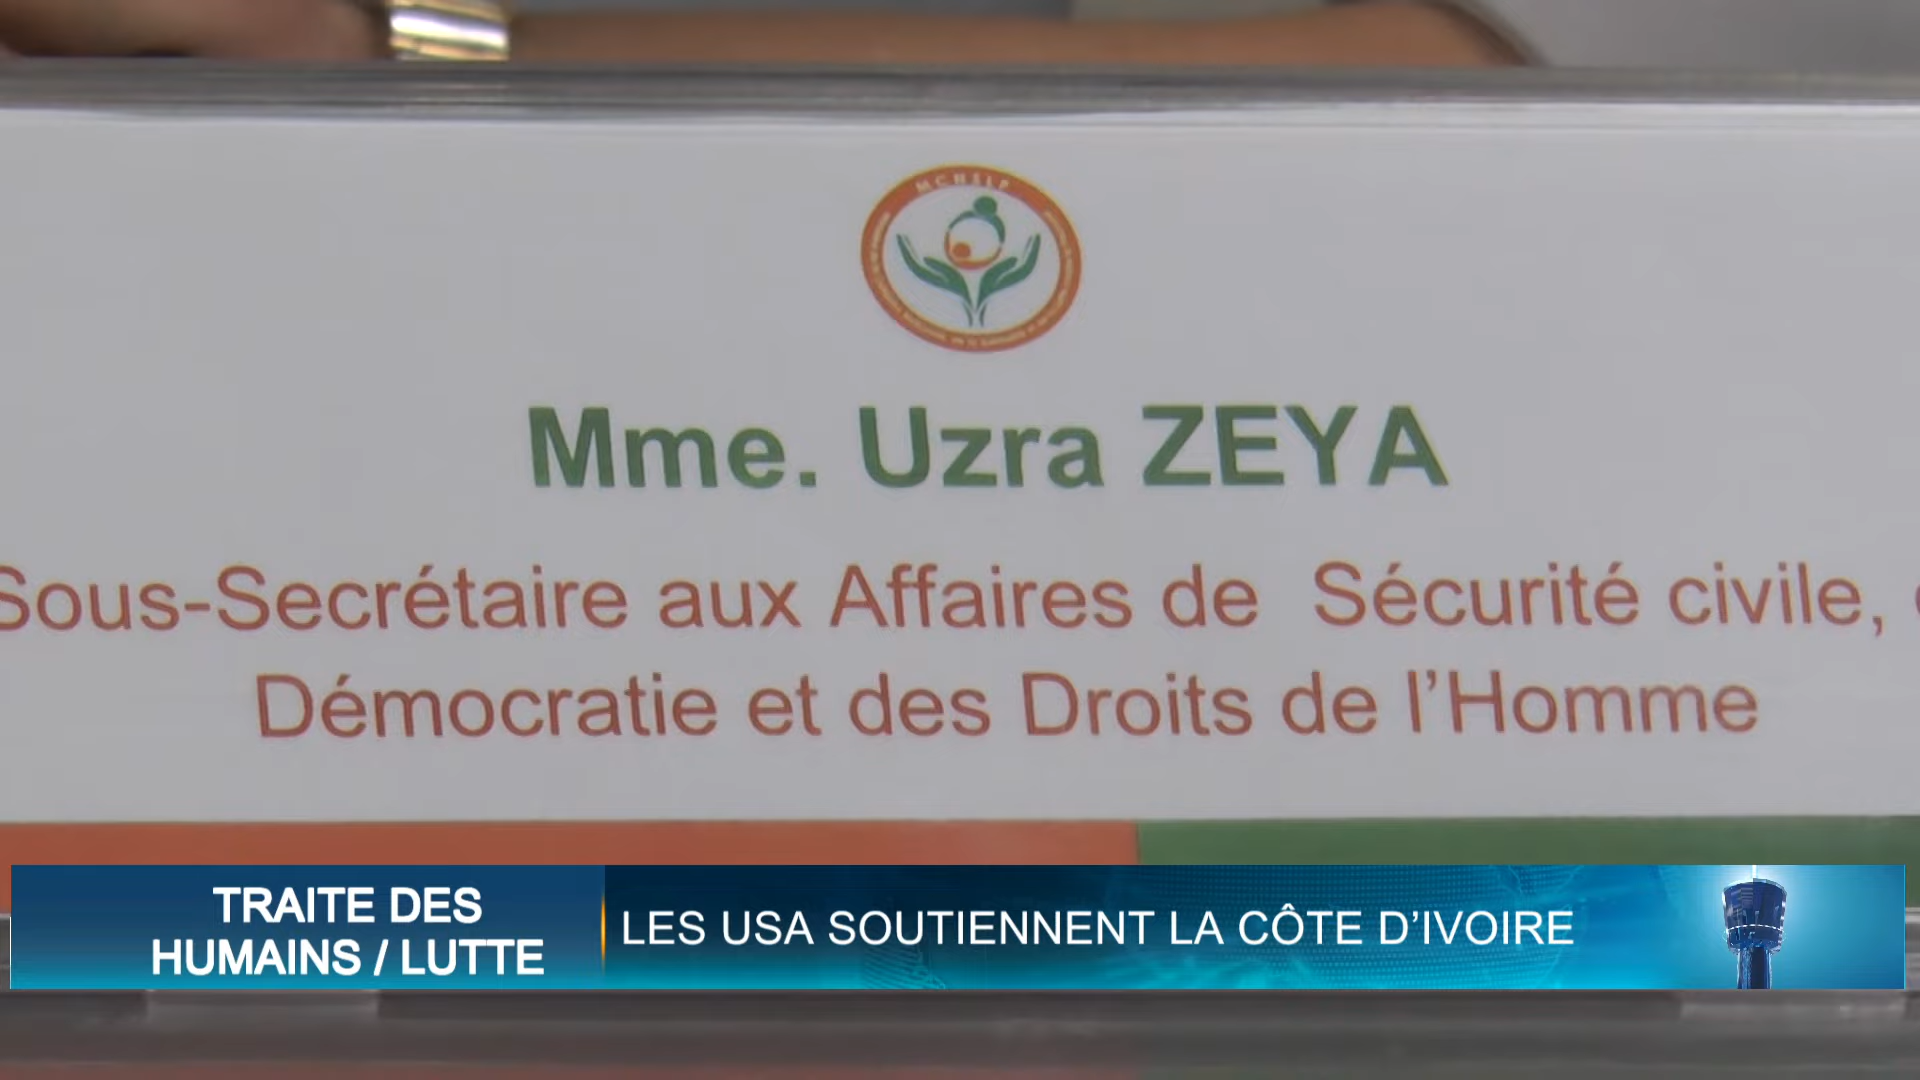 MCNSLP
Mme. Uzra ZEYA
Sous-Secrétaire aux Affaires de Sécurité civile,
Démocratie et des Droits de l'Homme
TRAITE DES
HUMAINS / LUTTE
LES USA SOUTIENNENT LA CÔTE D'IVOIRE